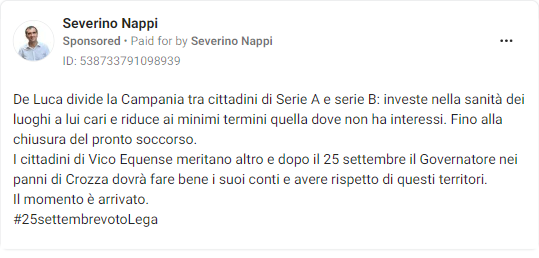 Severino Nappi
Sponsored • Paid for by Severino Nappi
ID: 538733791098939
De Luca divide la Campania tra cittadini di Serie A e serie B: investe nella sanità dei
luoghi a lui cari e riduce ai minimi termini quella dove non ha interessi. Fino alla
chiusura del pronto soccorso.
I cittadini di Vico Equense meritano altro e dopo il 25 settembre il Governatore nei
panni di Crozza dovrà fare bene i suoi conti e avere rispetto di questi territori.
Il momento è arrivato.
#25settembrevotoLega